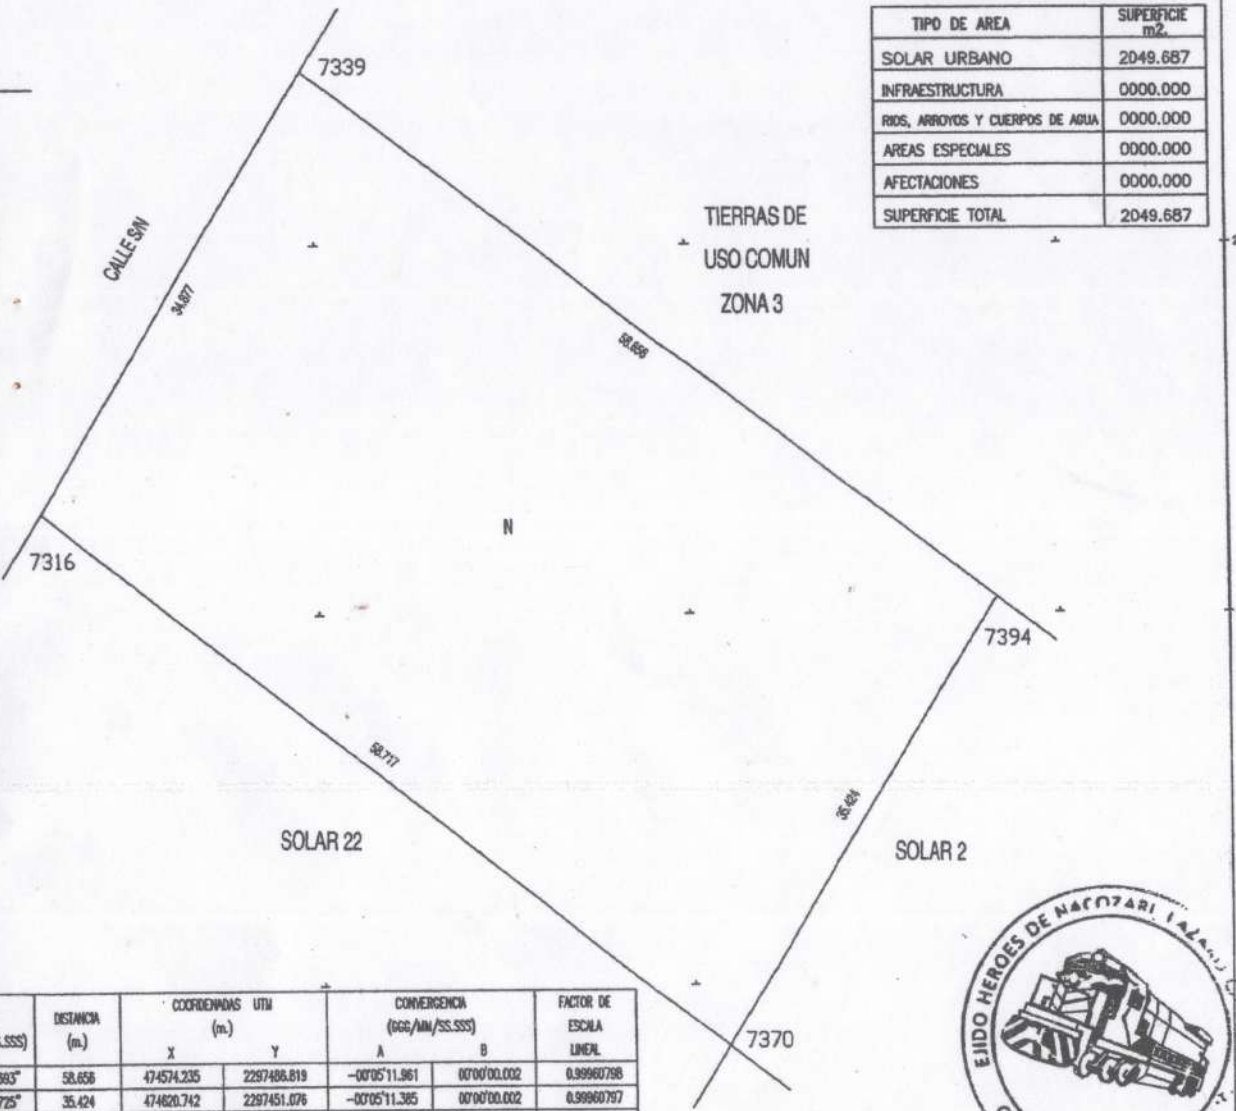 TIPO DE AREA SUPERFICIE m2.
SOLAR URBANO 2049.687
INFRAESTRUCTURA 0000.000
RIOS, ARROYOS Y CUERPOS DE AGUA 0000.000
AREAS ESPECIALES 0000.000
AFECTACIONES 0000.000
SUPERFICIE TOTAL 2049.687
7339
CALLE S/N
34.877
TIERRAS DE
USO COMUN
ZONA 3
58.656
N
7316
7394
58.717
35.424
SOLAR 22
SOLAR 2
7370
DISTANCIA (m.) COORDENADAS UTM (m.) CONVERGENCIA (GGG/MM/SS.SSS) FACTOR DE ESCALA LINEAL
X Y A B
58.656 474574.235 2297486.819 -00°05'11.961 00°00'00.002 0.99960798
35.424 474620.742 2297451.076 -00°05'11.385 00°00'00.002 0.99960797
EJIDO HEROES DE NACOZARI